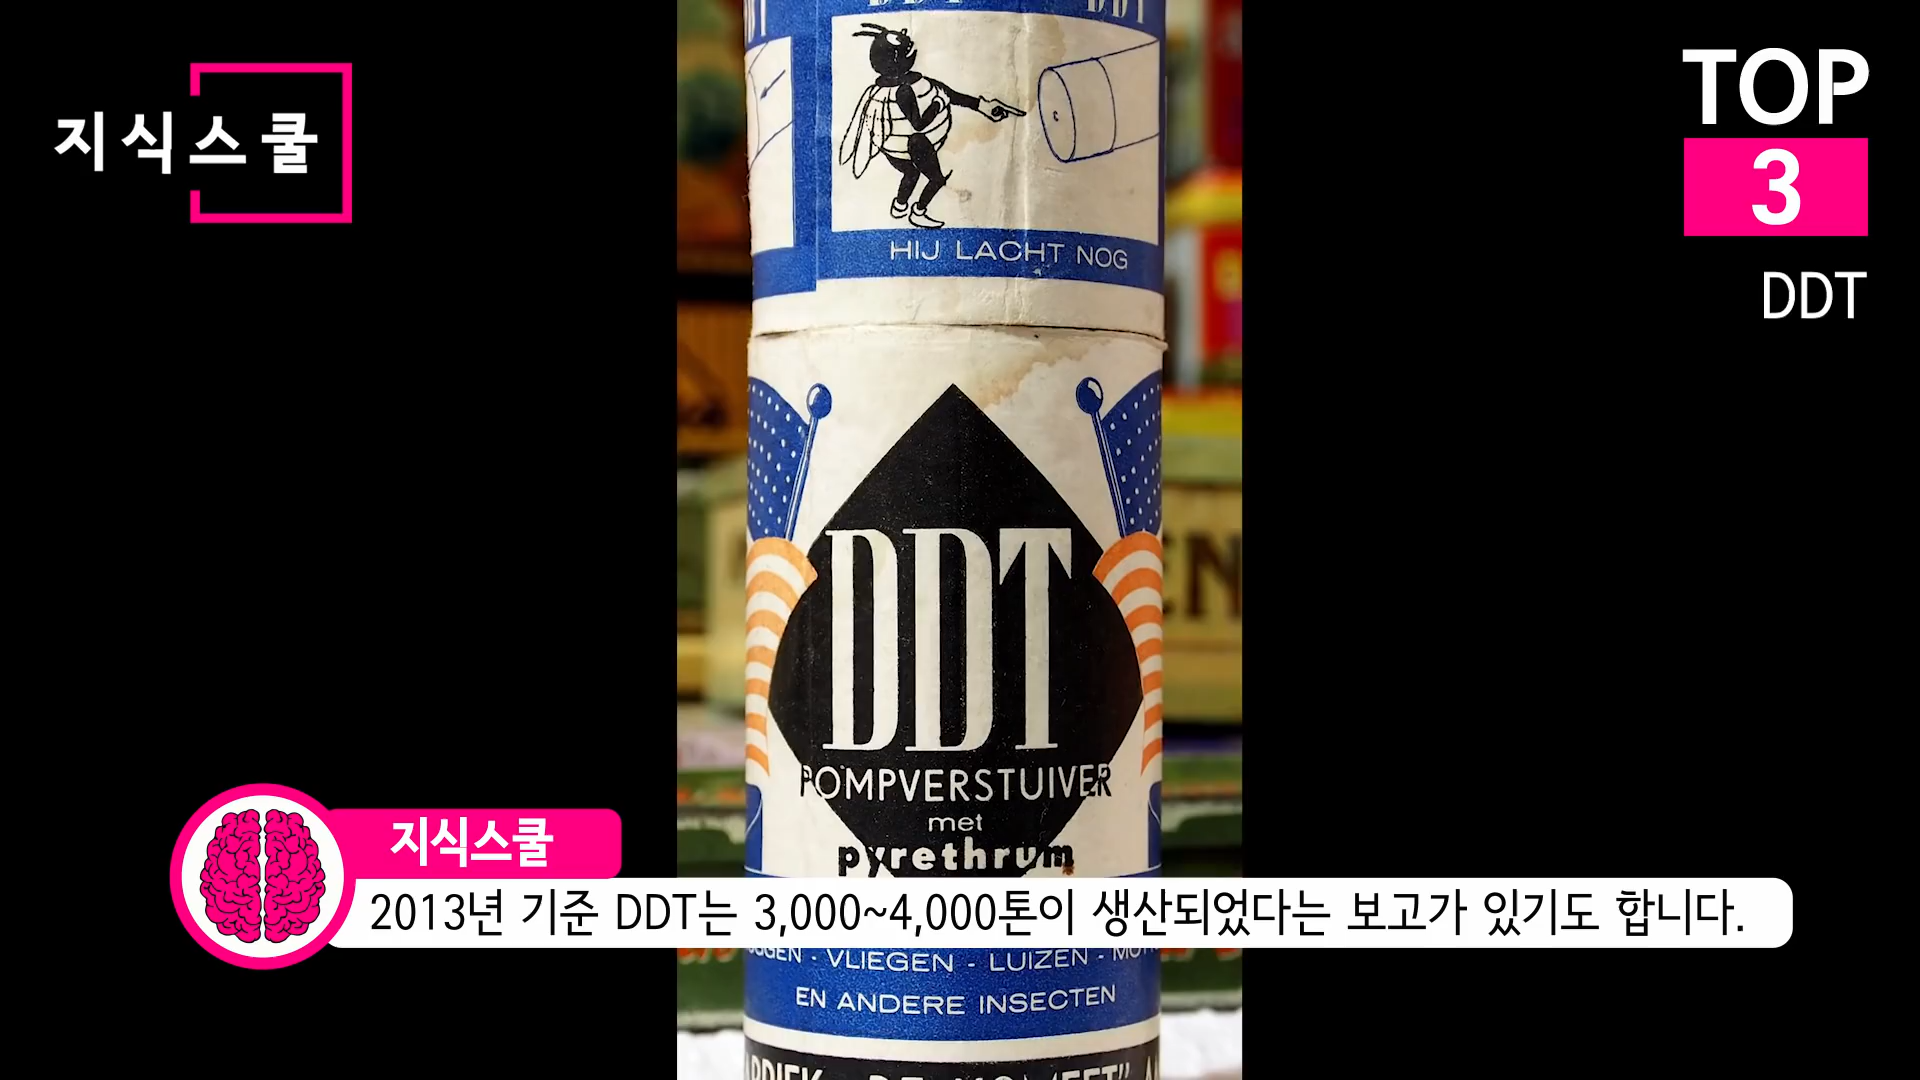 지식스쿨
TOP
3
DDT
HIJ LACHT NOG
DDT
POMPVERSTUIVER
met
pyrethrum
지식스쿨
2013년 기준 DDT는 3,000~4,000톤이 생산되었다는 보고가 있기도 합니다.
VLIEGEN - LUIZEN -
EN ANDERE INSECTEN